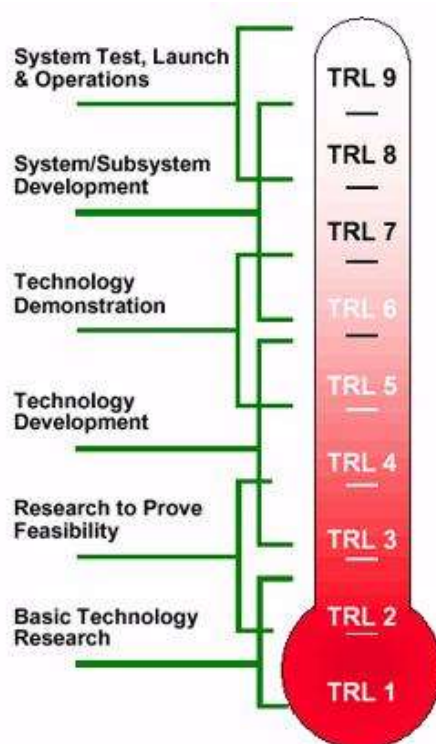 System Test, Launch
& Operations
System/Subsystem
Development
Technology
Demonstration
Technology
Development
Research to Prove
Feasibility
Basic Technology
Research
TRL 9
TRL 8
TRL 7
TRL 6
TRL 5
TRL 4
TRL 3
TRL 2
TRL 1